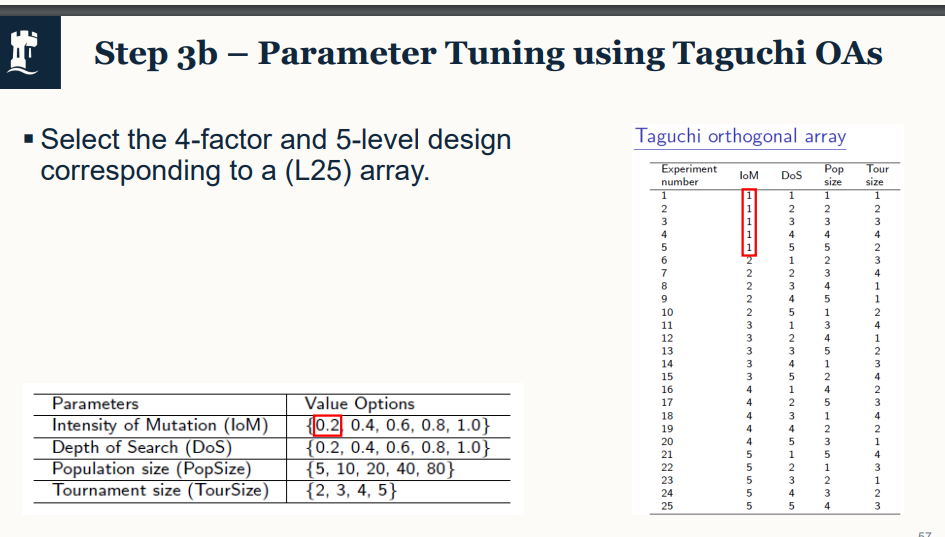 Step 3b – Parameter Tuning using Taguchi OAs
▪ Select the 4-factor and 5-level design
corresponding to a (L25) array.
Parameters Value Options
Intensity of Mutation (IoM) {0.2, 0.4, 0.6, 0.8, 1.0}
Depth of Search (DoS) {0.2, 0.4, 0.6, 0.8, 1.0}
Population size (PopSize) {5, 10, 20, 40, 80}
Tournament size (TourSize) {2, 3, 4, 5}
Taguchi orthogonal array
Experiment number IoM DoS Pop size Tour size
1 1 1 1 1
2 1 2 2 2
3 1 3 3 3
4 1 4 4 4
5 1 5 5 2
6 2 1 2 3
7 2 2 3 4
8 2 3 4 1
9 2 4 5 1
10 2 5 1 2
11 3 1 3 4
12 3 2 4 1
13 3 3 5 2
14 3 4 1 3
15 3 5 2 4
16 4 1 4 2
17 4 2 5 3
18 4 3 1 4
19 4 4 2 2
20 4 5 3 1
21 5 1 5 4
22 5 2 1 3
23 5 3 2 1
24 5 4 3 2
25 5 5 4 3
57